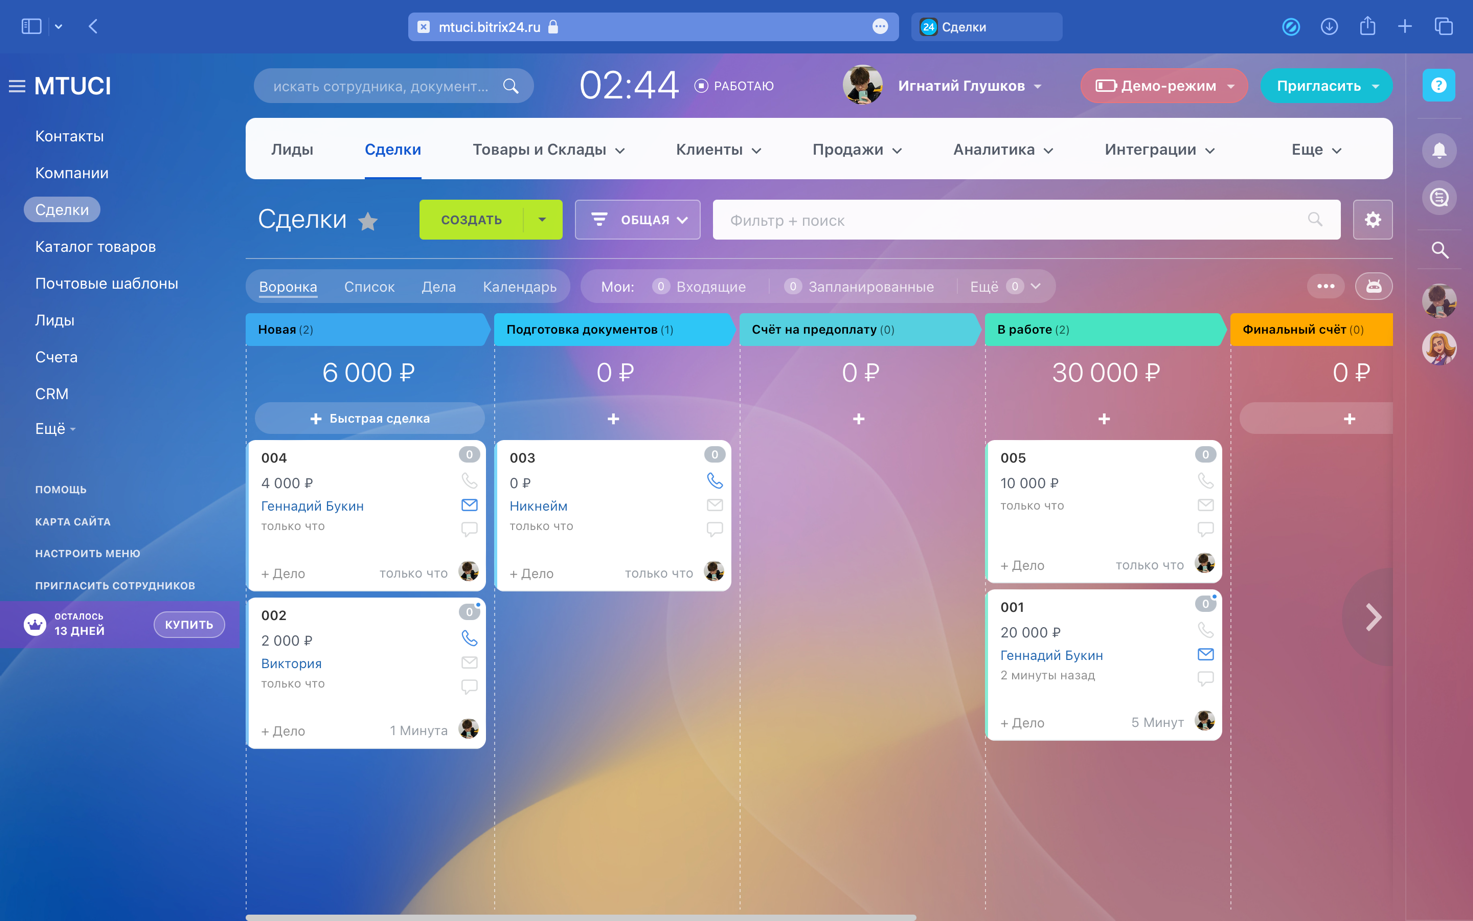 mtuci.bitrix24.ru
24 Сделки
MTUCI
искать сотрудника, документ...
02:44
РАБОТАЮ
Игнатий Глушков
Демо-режим
Пригласить
?
Контакты
Компании
Сделки
Каталог товаров
Почтовые шаблоны
Лиды
Счета
CRM
Ещё
ПОМОЩЬ
КАРТА САЙТА
НАСТРОИТЬ МЕНЮ
ПРИГЛАСИТЬ СОТРУДНИКОВ
ОСТАЛОСЬ
13 ДНЕЙ
КУПИТЬ
Лиды
Сделки
Товары и Склады
Клиенты
Продажи
Аналитика
Интеграции
Еще
Сделки
СОЗДАТЬ
ОБЩАЯ
Фильтр + поиск
Воронка
Список
Дела
Календарь
Мои:
0 Входящие
0 Запланированные
Ещё 0
Новая (2)
6 000 ₽
+ Быстрая сделка
004
0
4 000 ₽
Геннадий Букин
только что
+ Дело
только что
002
0
2 000 ₽
Виктория
только что
+ Дело
1 Минута
Подготовка документов (1)
0 ₽
+
003
0
0 ₽
Никнейм
только что
+ Дело
только что
Счёт на предоплату (0)
0 ₽
+
В работе (2)
30 000 ₽
+
005
0
10 000 ₽
только что
+ Дело
только что
001
0
20 000 ₽
Геннадий Букин
2 минуты назад
+ Дело
5 Минут
Финальный счёт (0)
0 ₽
+